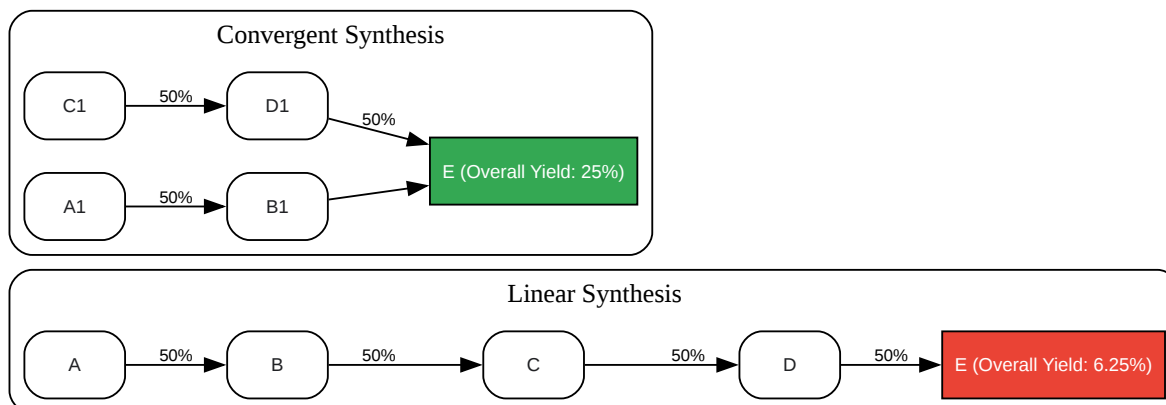 Convergent Synthesis
C1
50%
D1
50%
E (Overall Yield: 25%)
A1
50%
B1
Linear Synthesis
A
50%
B
50%
C
50%
D
50%
E (Overall Yield: 6.25%)